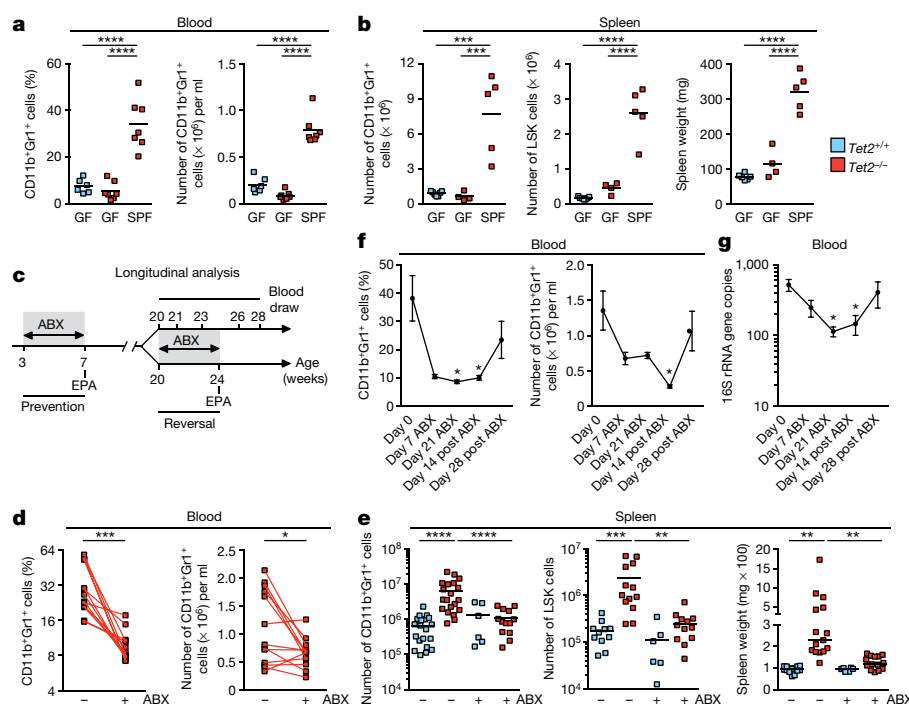 a
Blood
****
****
CD11b+Gr1+ cells (%)
60
40
20
0
GF GF SPF
****
****
Number of CD11b+Gr1+
cells (× 10⁶) per ml
1.5
1.0
0.5
0
GF GF SPF
b
Spleen
***
***
Number of CD11b+Gr1+
cells (× 10⁶)
12
9
6
3
0
GF GF SPF
****
****
Number of LSK cells (× 10⁶)
4
3
2
1
0
GF GF SPF
****
****
Spleen weight (mg)
400
300
200
100
0
GF GF SPF
Tet2+/+
Tet2−/−
c
Longitudinal analysis
Blood
draw
20 21 23 26 28
ABX
ABX
3 7
20 24
Age
(weeks)
EPA
EPA
Prevention
Reversal
f
Blood
CD11b+Gr1+ cells (%)
50
40
30
20
10
0
* *
Day 0
Day 7 ABX
Day 21 ABX
Day 14 post ABX
Day 28 post ABX
Number of CD11b+Gr1+
cells (× 10⁶) per ml
2.0
1.5
1.0
0.5
0
*
Day 0
Day 7 ABX
Day 21 ABX
Day 14 post ABX
Day 28 post ABX
g
Blood
16S rRNA gene copies
1,000
100
10
* *
Day 0
Day 7 ABX
Day 21 ABX
Day 14 post ABX
Day 28 post ABX
d
Blood
***
CD11b+Gr1+ cells (%)
64
32
16
8
4
− +
*
Number of CD11b+Gr1+
cells (× 10⁶) per ml
2.5
2.0
1.5
1.0
0.5
0
− + ABX
e
Spleen
**** ****
Number of CD11b+Gr1+ cells
10⁸
10⁷
10⁶
10⁵
10⁴
− − + +
*** **
Number of LSK cells
10⁷
10⁶
10⁵
10⁴
− − + + ABX
** **
Spleen weight (mg × 100)
20
15
10
5
3
2
1
0
− − + + ABX